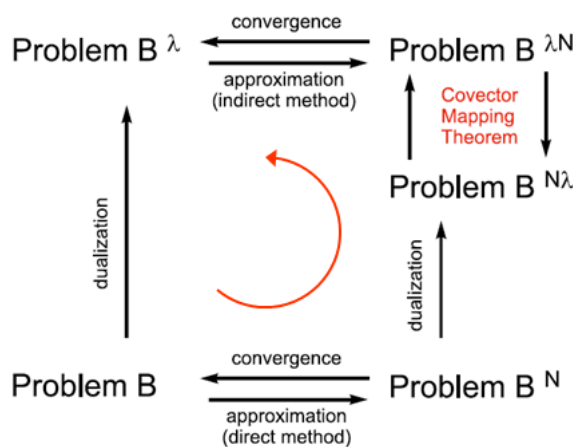 convergence
Problem B λ
Problem B λN
approximation
(indirect method)
Covector
Mapping
Theorem
Problem B Nλ
dualization
dualization
convergence
Problem B
Problem B N
approximation
(direct method)